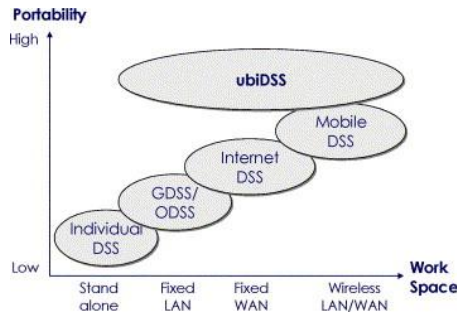 Portability
High
ubiDSS
Mobile
DSS
Internet
DSS
GDSS/
ODSS
Individual
DSS
Low
Work
Space
Stand
alone
Fixed
LAN
Fixed
WAN
Wireless
LAN/WAN